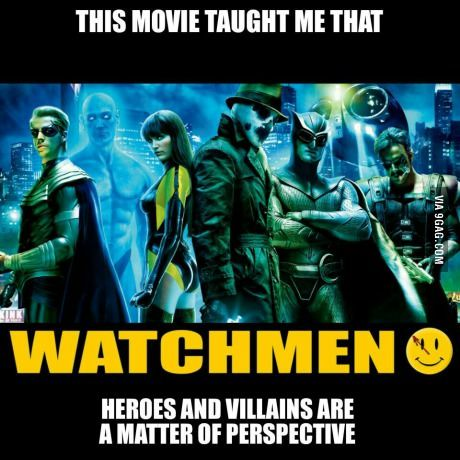 THIS MOVIE TAUGHT ME THAT
VIA 9GAG.COM
WATCHMEN
HEROES AND VILLAINS ARE
A MATTER OF PERSPECTIVE